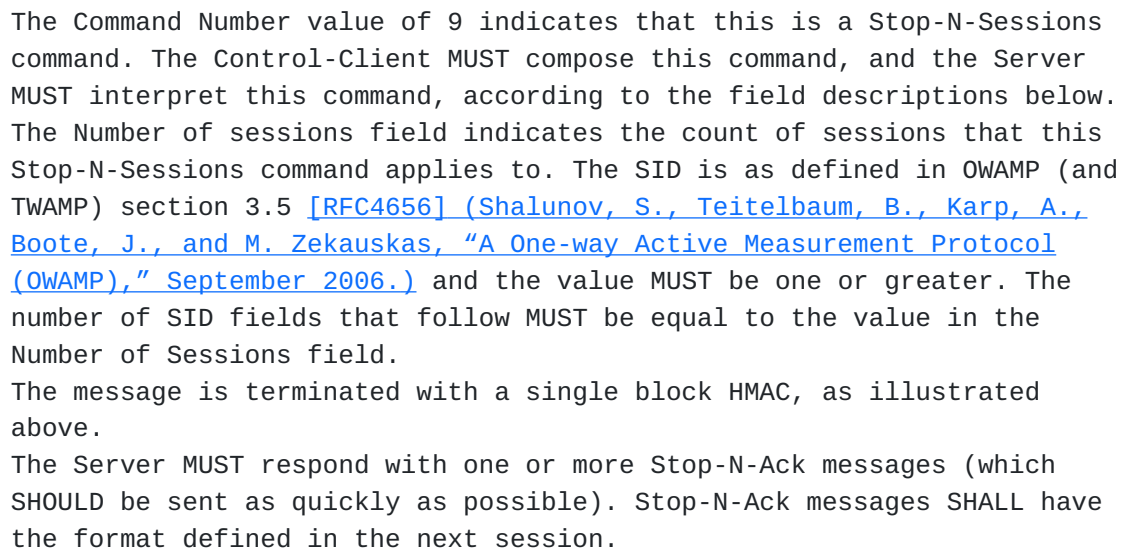 The Command Number value of 9 indicates that this is a Stop-N-Sessions
command. The Control-Client MUST compose this command, and the Server
MUST interpret this command, according to the field descriptions below.
The Number of sessions field indicates the count of sessions that this
Stop-N-Sessions command applies to. The SID is as defined in OWAMP (and
TWAMP) section 3.5 [RFC4656] (Shalunov, S., Teitelbaum, B., Karp, A.,
Boote, J., and M. Zekauskas, “A One-way Active Measurement Protocol
(OWAMP),” September 2006.) and the value MUST be one or greater. The
number of SID fields that follow MUST be equal to the value in the
Number of Sessions field.
The message is terminated with a single block HMAC, as illustrated
above.
The Server MUST respond with one or more Stop-N-Ack messages (which
SHOULD be sent as quickly as possible). Stop-N-Ack messages SHALL have
the format defined in the next session.